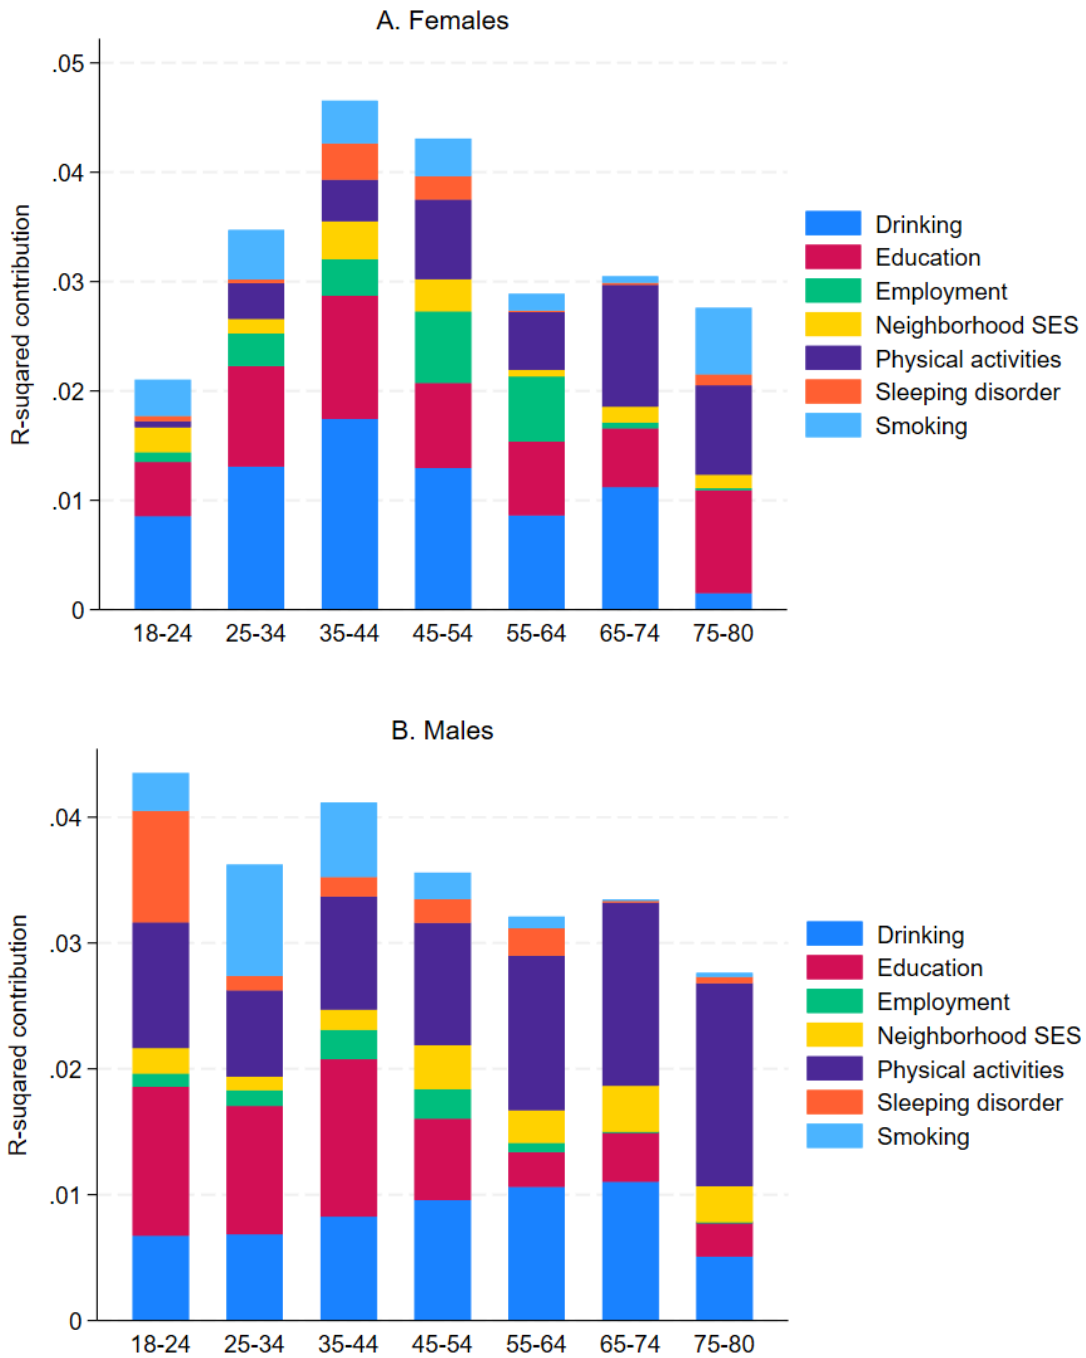 A. Females
R-suqared contribution
.05
.04
.03
.02
.01
0
18-24 25-34 35-44 45-54 55-64 65-74 75-80
Drinking
Education
Employment
Neighborhood SES
Physical activities
Sleeping disorder
Smoking
B. Males
R-suqared contribution
.04
.03
.02
.01
0
18-24 25-34 35-44 45-54 55-64 65-74 75-80
Drinking
Education
Employment
Neighborhood SES
Physical activities
Sleeping disorder
Smoking